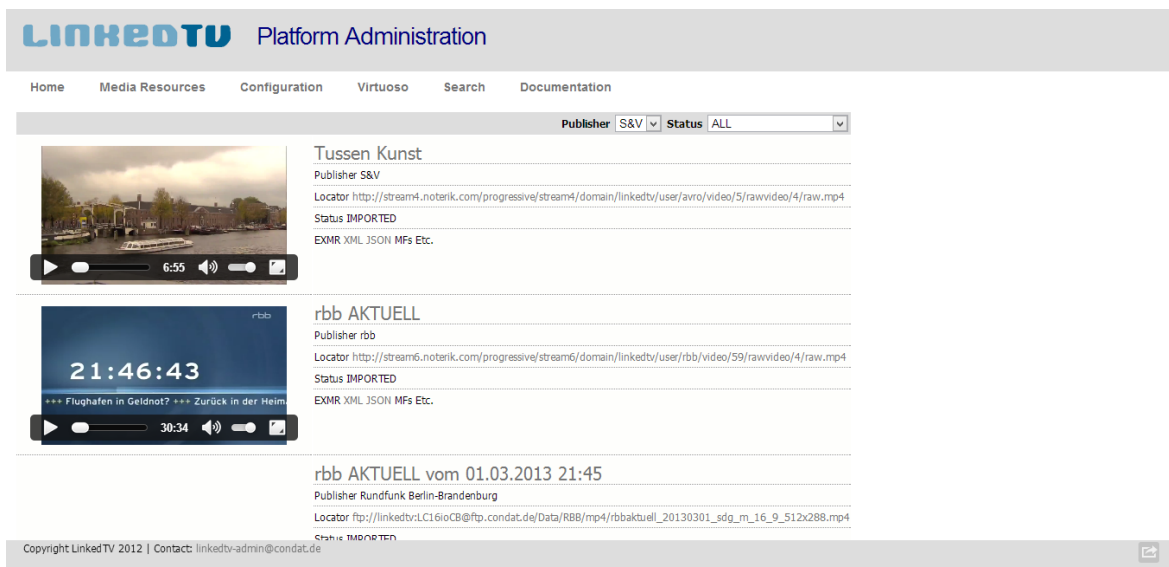 LINKEDTV Platform Administration
Home Media Resources Configuration Virtuoso Search Documentation
Publisher S&V Status ALL
Tussen Kunst
Publisher S&V
Locator http://stream4.noterik.com/progressive/stream4/domain/linkedtv/user/avro/video/5/rawvideo/4/raw.mp4
Status IMPORTED
EXMR XML JSON MFs Etc.
6:55
rbb
21:46:43
+++ Flughafen in Geldnot? +++ Zurück in der Heim
30:34
rbb AKTUELL
Publisher rbb
Locator http://stream6.noterik.com/progressive/stream6/domain/linkedtv/user/rbb/video/59/rawvideo/4/raw.mp4
Status IMPORTED
EXMR XML JSON MFs Etc.
rbb AKTUELL vom 01.03.2013 21:45
Publisher Rundfunk Berlin-Brandenburg
Locator ftp://linkedtv:LC16ioCB@ftp.condat.de/Data/RBB/mp4/rbbaktuell_20130301_sdg_m_16_9_512x288.mp4
Status IMPORTED
Copyright LinkedTV 2012 | Contact: linkedtv-admin@condat.de